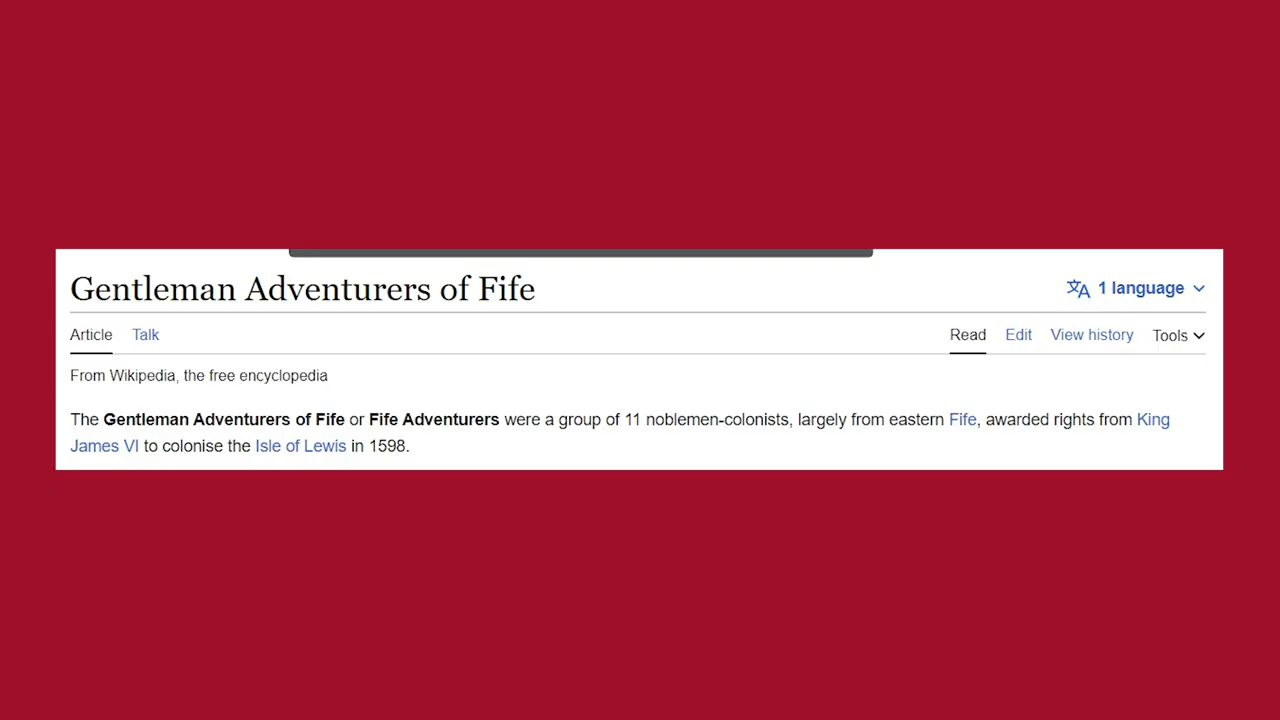 Gentleman Adventurers of Fife
1 language
Article Talk Read Edit View history Tools
From Wikipedia, the free encyclopedia
The Gentleman Adventurers of Fife or Fife Adventurers were a group of 11 noblemen-colonists, largely from eastern Fife, awarded rights from King
James VI to colonise the Isle of Lewis in 1598.